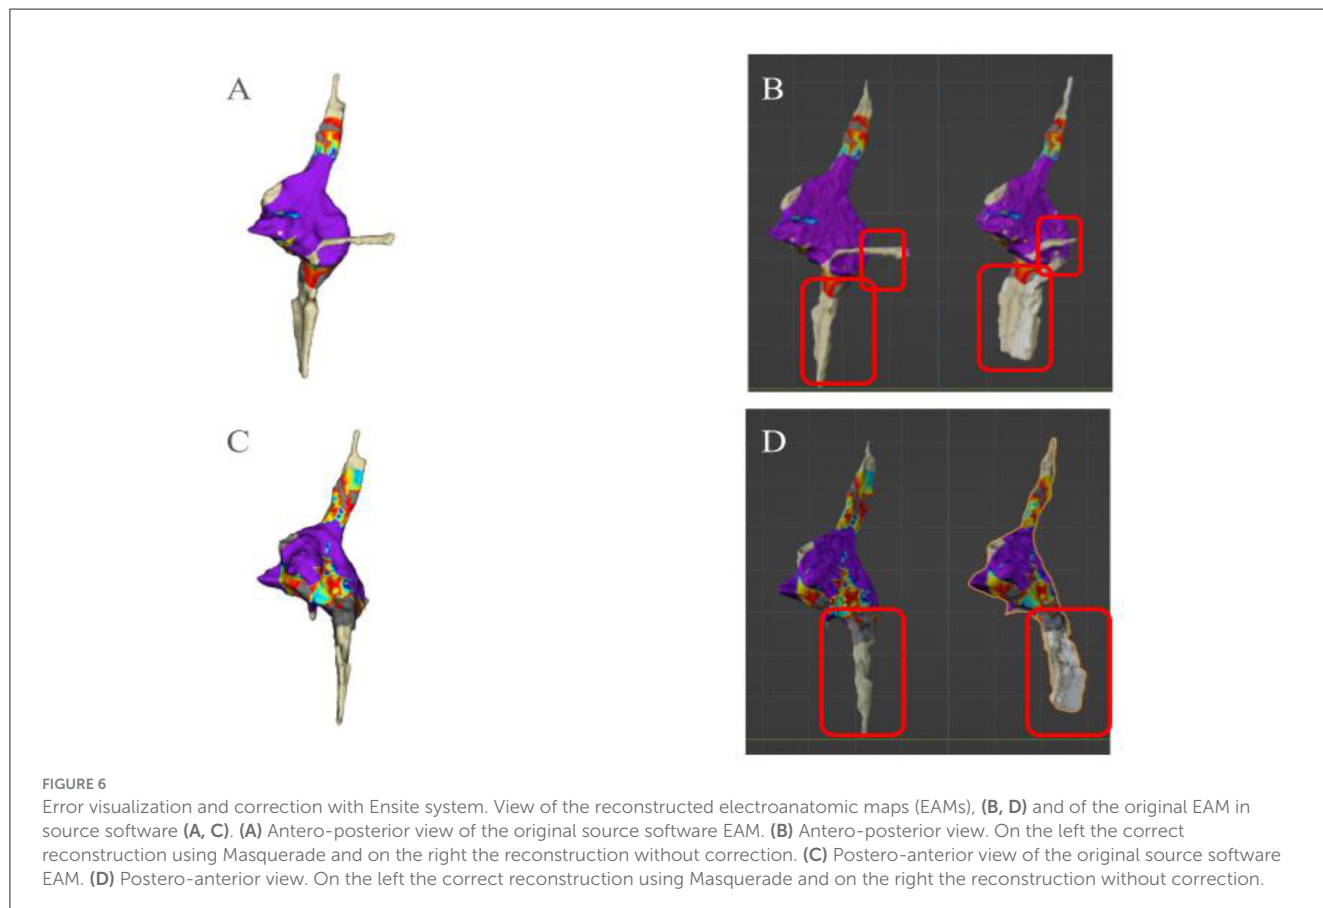 A
B
C
D
FIGURE 6
Error visualization and correction with Ensite system. View of the reconstructed electroanatomic maps (EAMs), (B, D) and of the original EAM in
source software (A, C). (A) Antero-posterior view of the original source software EAM. (B) Antero-posterior view. On the left the correct
reconstruction using Masquerade and on the right the reconstruction without correction. (C) Postero-anterior view of the original source software
EAM. (D) Postero-anterior view. On the left the correct reconstruction using Masquerade and on the right the reconstruction without correction.